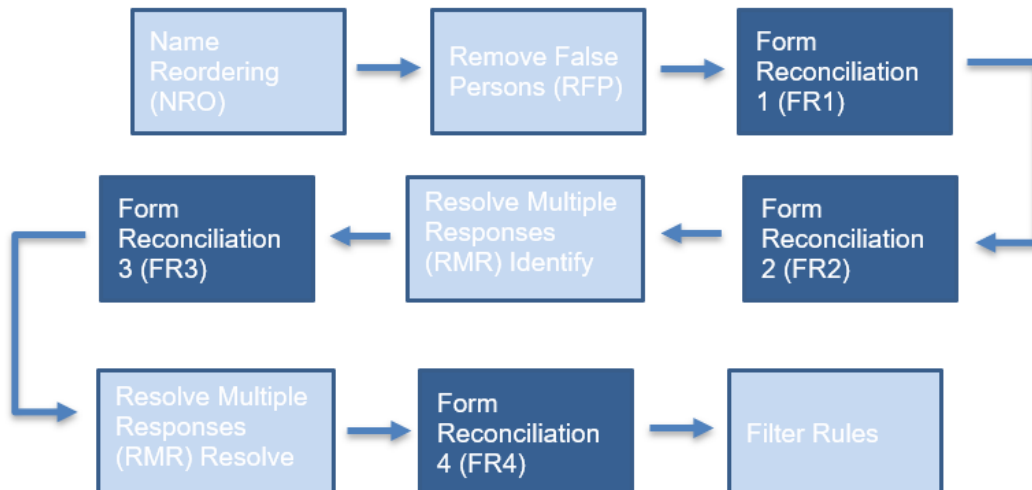 Name
Reordering
(NRO)
Remove False
Persons (RFP)
Form
Reconciliation
1 (FR1)
Form
Reconciliation
2 (FR2)
Resolve Multiple
Responses
(RMR) Identify
Form
Reconciliation
3 (FR3)
Resolve Multiple
Responses
(RMR) Resolve
Form
Reconciliation
4 (FR4)
Filter Rules